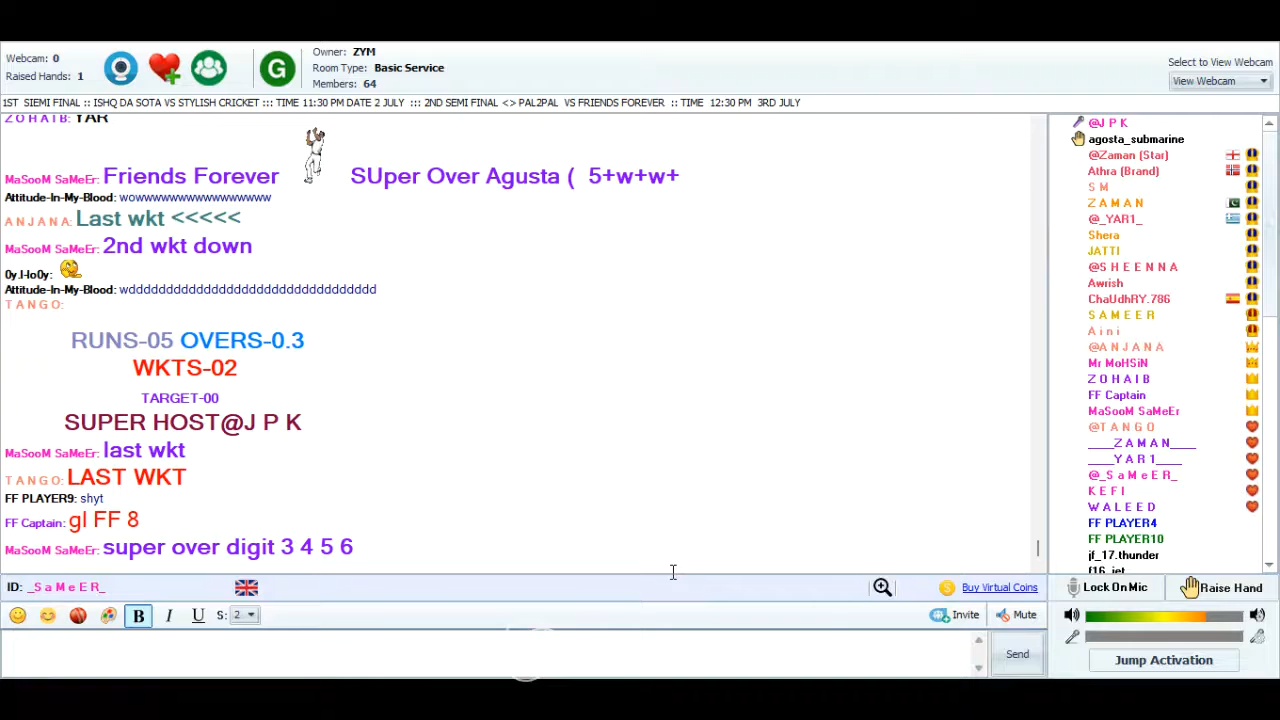 Webcam: 0
Raised Hands: 1
G
Owner: ZYM
Room Type: Basic Service
Members: 64
Select to View Webcam
View Webcam
1ST SIEMI FINAL :: ISHQ DA SOTA VS STYLISH CRICKET ::: TIME 11:30 PM DATE 2 JULY ::: 2ND SEMI FINAL <> PAL2PAL VS FRIENDS FOREVER :: TIME 12:30 PM 3RD JULY
Z O H A I B: YAR
MaSooM SaMeEr: Friends Forever SUper Over Agusta ( 5+w+w+
Attitude-In-My-Blood: wowwwwwwwwwwwwwwwww
A N J A N A: Last wkt <<<<<
MaSooM SaMeEr: 2nd wkt down
0y.l-lo0y:
Attitude-In-My-Blood: wdddddddddddddddddddddddddddddddd
T A N G O:
RUNS-05 OVERS-0.3
WKTS-02
TARGET-00
SUPER HOST@J P K
MaSooM SaMeEr: last wkt
T A N G O: LAST WKT
FF PLAYER9: shyt
FF Captain: gl FF 8
MaSooM SaMeEr: super over digit 3 4 5 6
@J P K
agosta_submarine
@Zaman (Star)
Athra (Brand)
S M
Z A M A N
@_YAR1_
Shera
JATTI
@S H E E N N A
Awrish
ChaUdhRY.786
S A M E E R
A i n i
@A N J A N A
Mr MoHSiN
Z O H A I B
FF Captain
MaSooM SaMeEr
@T A N G O
____Z A M A N____
____Y A R 1____
@_S a M e E R_
K E F I
W A L E E D
FF PLAYER4
FF PLAYER10
jf_17.thunder
f16_jet
ID: _S a M e E R_
Buy Virtual Coins
Lock On Mic
Raise Hand
B I U S: 2
Invite
Mute
Send
Jump Activation